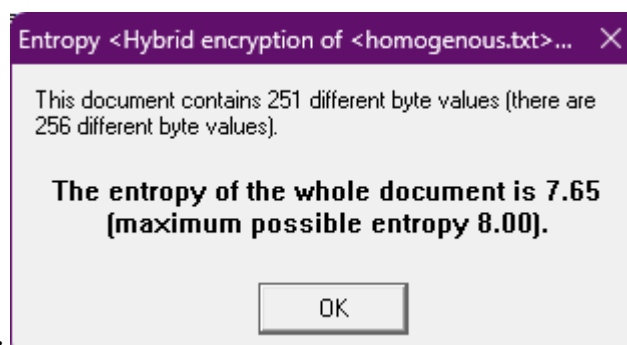 Entropy <Hybrid encryption of <homogenous.txt>...
This document contains 251 different byte values (there are
256 different byte values).
The entropy of the whole document is 7.65
(maximum possible entropy 8.00).
OK